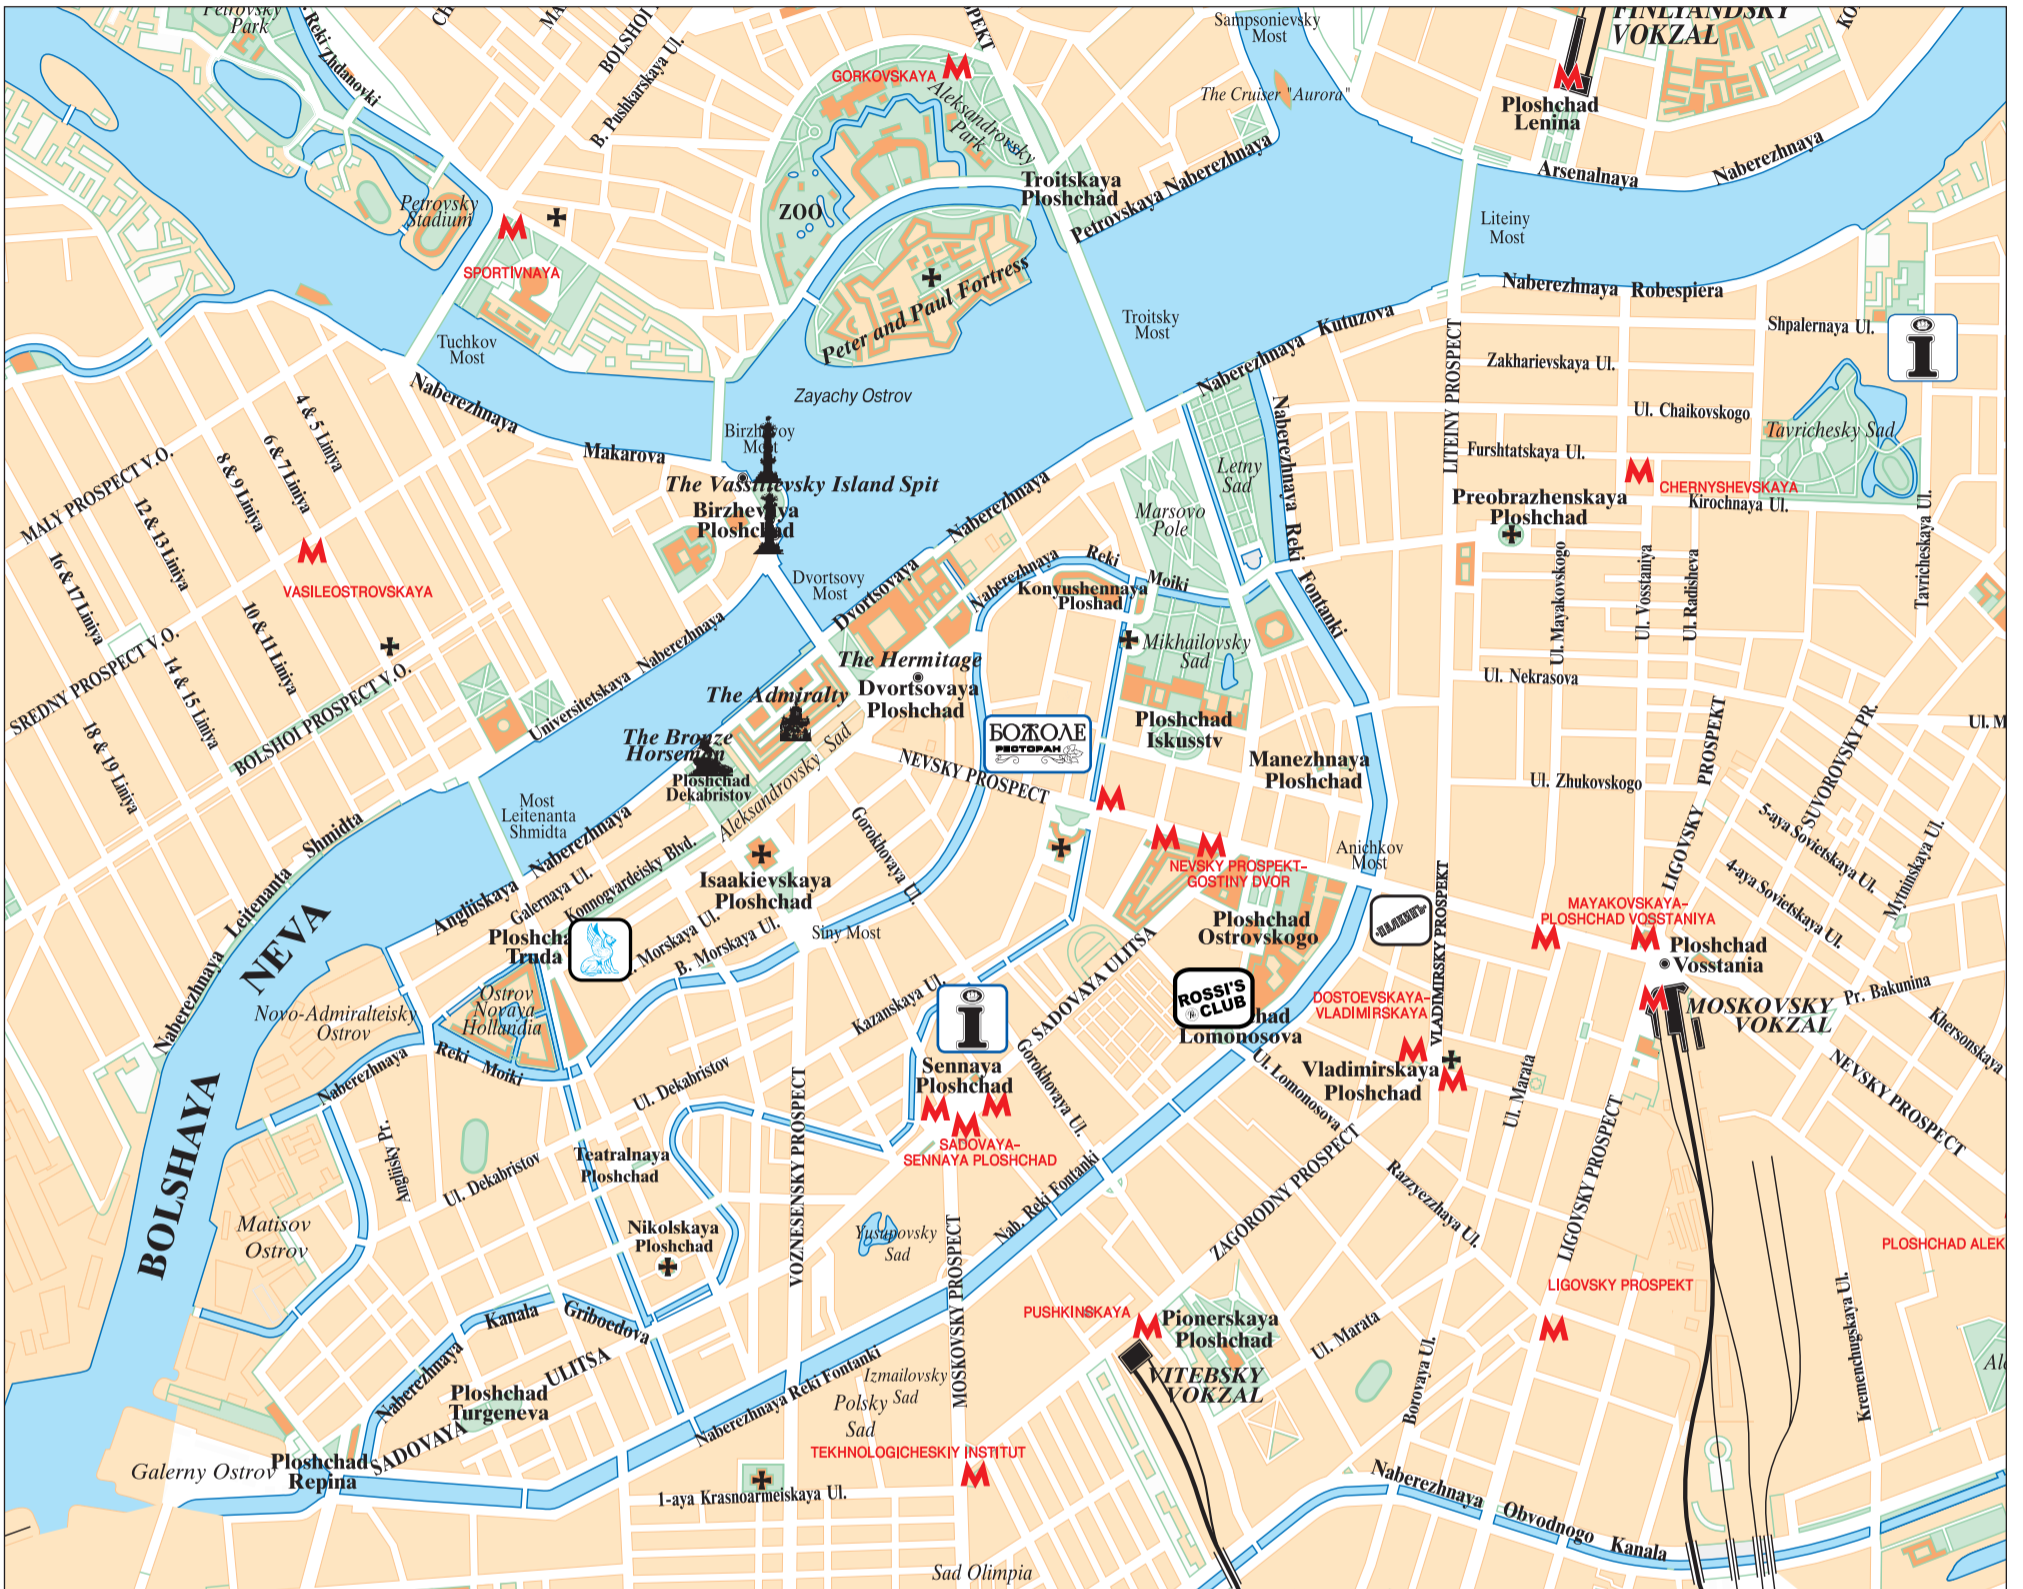 Petrovsky
Park
Reki Zhdanovki
BOLSHOI
B. Pushkarskaya Ul.
GORKOVSKAYA
Aleksandrovsky
Park
Sampsonievsky
Most
The Cruiser "Aurora"
FINLYANDSKY
VOKZAL
Ploshchad
Lenina
Arsenalnaya
Naberezhnaya
Petrovsky
Stadium
SPORTIVNAYA
ZOO
Troitskaya
Ploshchad
Petrovskaya Naberezhnaya
Peter and Paul Fortress
Liteiny
Most
Naberezhnaya Robespiera
Tuchkov
Most
Troitsky
Most
Naberezhnaya Kutuzova
Shpalernaya Ul.
Zakharievskaya Ul.
Zayachy Ostrov
Naberezhnaya
Makarova
Birzhevoy
Most
The Vassilievsky Island Spit
Birzhevaya
Ploshchad
LITEINY PROSPECT
Ul. Chaikovskogo
Furshtatskaya Ul.
Tavrichesky Sad
CHERNYSHEVSKAYA
Kirochnaya Ul.
Preobrazhenskaya
Ploshchad
Letny
Sad
Marsovo
Pole
Naberezhnaya Reki Fontanki
4 & 5 Liniya
6 & 7 Liniya
8 & 9 Liniya
MALY PROSPECT V.O.
12 & 13 Liniya
16 & 17 Liniya
10 & 11 Liniya
14 & 15 Liniya
18 & 19 Liniya
VASILEOSTROVSKAYA
SREDNY PROSPECT V.O.
BOLSHOI PROSPECT V.O.
Universitetskaya Naberezhnaya
Dvortsovy
Most
Dvortsovaya
Naberezhnaya
Naberezhnaya Reki Moiki
Konyushennaya
Ploshad
Mikhailovsky
Sad
Ul. Mayakovskogo
Ul. Vosstaniya
Ul. Radisheva
Tavricheskaya Ul.
Ul. Nekrasova
The Hermitage
Dvortsovaya
Ploshchad
The Admiralty
The Bronze
Horseman
Ploshchad
Dekabristov
Aleksandrovsky Sad
БОЖОЛЕ
РЕСТОРАН
Ploshchad
Iskusstv
Manezhnaya
Ploshchad
NEVSKY PROSPECT
Ul. Zhukovskogo
LIGOVSKY PROSPECT
SUVOROVSKY PR.
Ul. M
5-aya Sovietskaya Ul.
4-aya Sovietskaya Ul.
Mytninskaya Ul.
Most
Leitenanta
Shmidta
Naberezhnaya Leitenanta Shmidta
Angliiskaya Naberezhnaya
Galernaya Ul.
Konnogvardeisky Blvd.
Gorokhovaya Ul.
Isaakievskaya
Ploshchad
Anichkov
Most
NEVSKY PROSPEKT-
GOSTINY DVOR
Ploshchad
Ostrovskogo
MAYAKOVSKAYA-
PLOSHCHAD VOSSTANIYA
Ploshchad
Vosstania
MOSKOVSKY
VOKZAL
Pr. Bakunina
Khersonskaya
NEVSKY PROSPECT
BOLSHAYA NEVA
Ploshcha
Truda
. Morskaya Ul.
B. Morskaya Ul.
Siny Most
Novo-Admiralteisky
Ostrov
Ostrov
Novaya
Hollandia
Kazanskaya Ul.
SADOVAYA ULITSA
ROSSI'S
CLUB
had
Lomonosova
DOSTOEVSKAYA-
VLADIMIRSKAYA
VLADIMIRSKY PROSPEKT
Vladimirskaya
Ploshchad
Ul. Lomonosova
Ul. Marata
Naberezhnaya
Reki
Moiki
Sennaya
Ploshchad
SADOVAYA-
SENNAYA PLOSHCHAD
Gorokhovaya Ul.
Ul. Dekabristov
VOZNESENSKY PROSPECT
Angliisky Pr.
Teatralnaya
Ploshchad
Ul. Dekabristov
Matisov
Ostrov
Nikolskaya
Ploshchad
Yusupovsky
Sad
MOSKOVSKY PROSPECT
Nab. Reki Fontanki
ZAGORODNY PROSPECT
Razzyezzhaya Ul.
LIGOVSKY PROSPECT
PLOSHCHAD ALEK
LIGOVSKY PROSPEKT
PUSHKINSKAYA
Pionerskaya
Ploshchad
VITEBSKY
VOKZAL
Ul. Marata
Borovaya Ul.
Kremenchugskaya Ul.
Naberezhnaya
Kanala
Griboedova
SADOVAYA ULITSA
Ploshchad
Turgeneva
Naberezhnaya Reki Fontanki
Izmailovsky
Sad
Polsky
Sad
TEKHNOLOGICHESKIY INSTITUT
Galerny Ostrov
Ploshchad
Repina
1-aya Krasnoarmeiskaya Ul.
Sad Olimpia
Naberezhnaya Obvodnogo Kanala